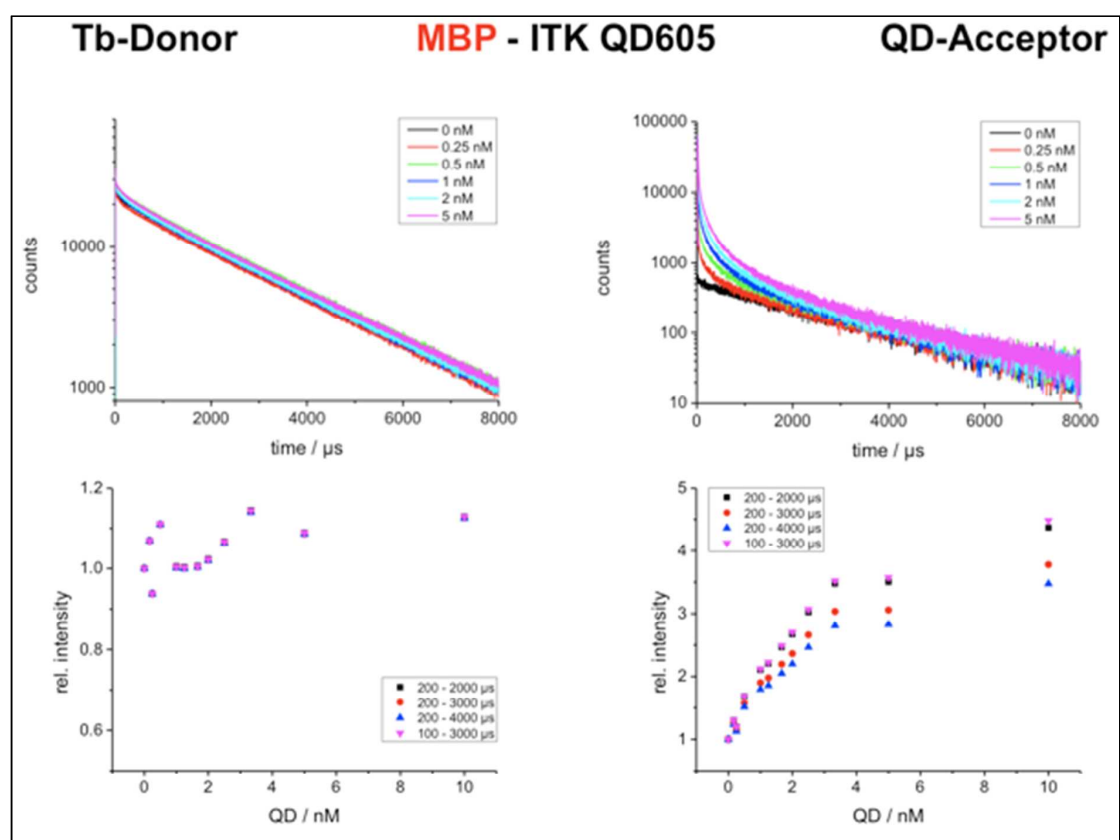 Tb-Donor MBP - ITK QD605 QD-Acceptor
0 nM
0.25 nM
0.5 nM
1 nM
2 nM
5 nM
10000
1000
counts
0 2000 4000 6000 8000
time / µs
0 nM
0.25 nM
0.5 nM
1 nM
2 nM
5 nM
100000
10000
1000
100
10
counts
0 2000 4000 6000 8000
time / µs
1.2
1.0
0.8
0.6
rel. intensity
200 - 2000 µs
200 - 3000 µs
200 - 4000 µs
100 - 3000 µs
0 2 4 6 8 10
QD / nM
5
4
3
2
1
rel. intensity
200 - 2000 µs
200 - 3000 µs
200 - 4000 µs
100 - 3000 µs
0 2 4 6 8 10
QD / nM